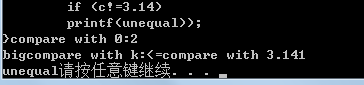 if (c!=3.14)
printf(unequal));
}compare with 0:2
bigcompare with k:<=compare with 3.141
unequal请按任意键继续. . .